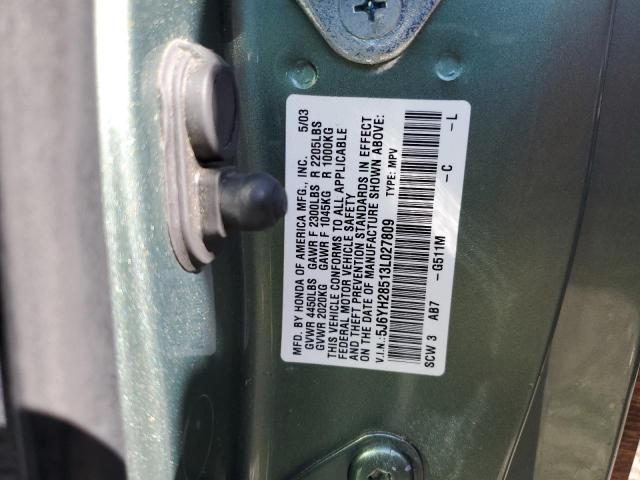 MFD. BY HONDA OF AMERICA MFG., INC. 5/03
GVWR 4450LBS GAWR F 2300LBS R 2205LBS
GVWR 2020KG GAWR F 1045KG R 1000KG
THIS VEHICLE CONFORMS TO ALL APPLICABLE
FEDERAL MOTOR VEHICLE SAFETY
AND THEFT PREVENTION STANDARDS IN EFFECT
ON THE DATE OF MANUFACTURE SHOWN ABOVE.
V.I.N.: 5J6YH28513L027809 TYPE: MPV
SCW 3 AB7 - G511M - C - L